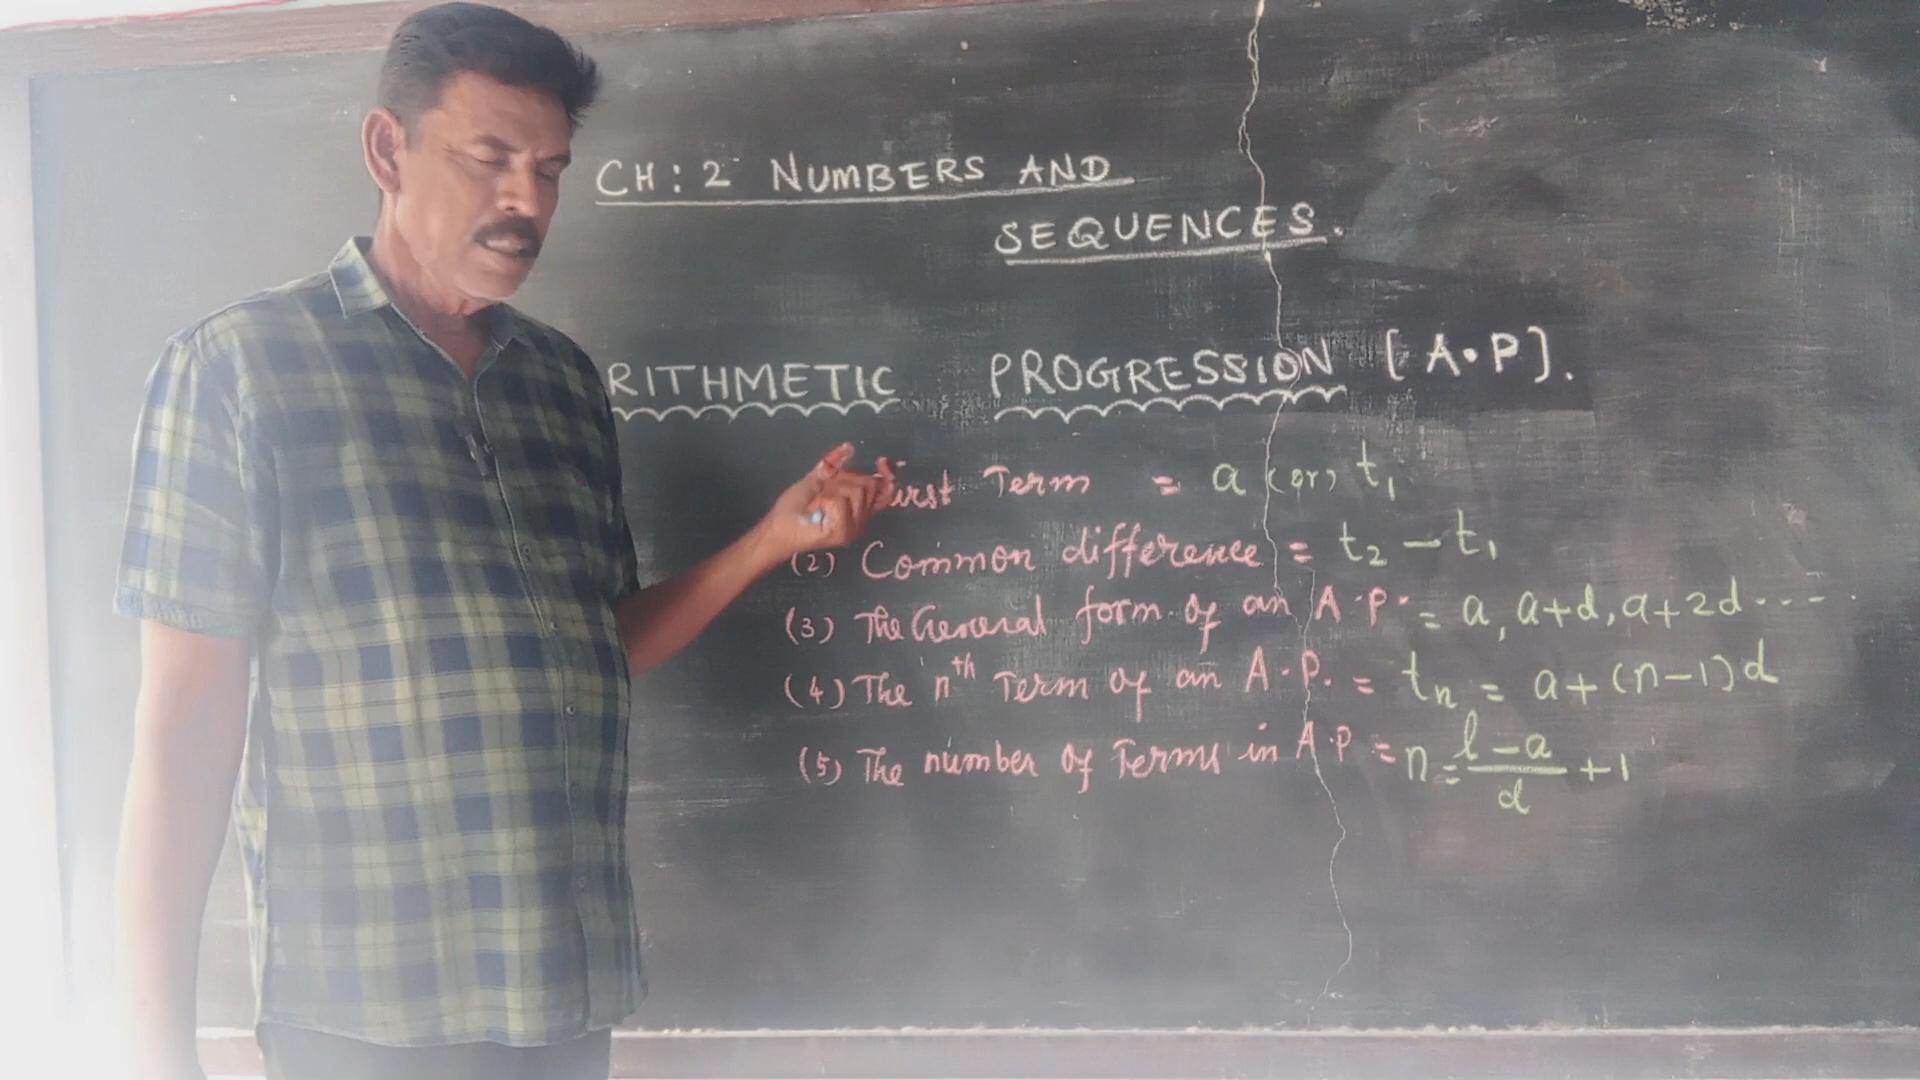 CH: 2 NUMBERS AND
SEQUENCES.
RITHMETIC PROGRESSION [A.P].
First Term = a (or) t₁
(2) Common difference = t₂ - t₁
(3) The General form of an A.P. = a, a+d, a+2d.....
(4) The nᵗʰ Term of an A.P. = tₙ = a+(n-1)d
(5) The number of Terms in A.P = n = (l-a)/d +1